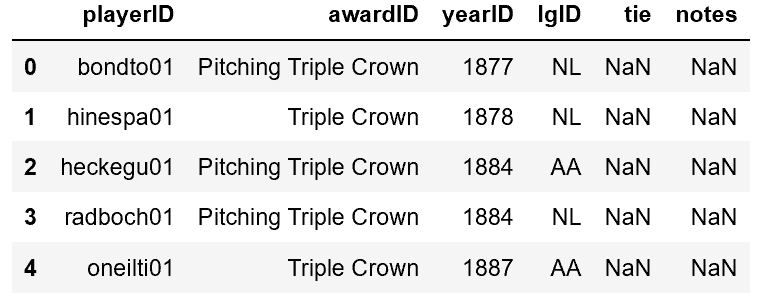 playerID awardID yearID lgID tie notes
0 bondto01 Pitching Triple Crown 1877 NL NaN NaN
1 hinespa01 Triple Crown 1878 NL NaN NaN
2 heckegu01 Pitching Triple Crown 1884 AA NaN NaN
3 radboch01 Pitching Triple Crown 1884 NL NaN NaN
4 oneilti01 Triple Crown 1887 AA NaN NaN